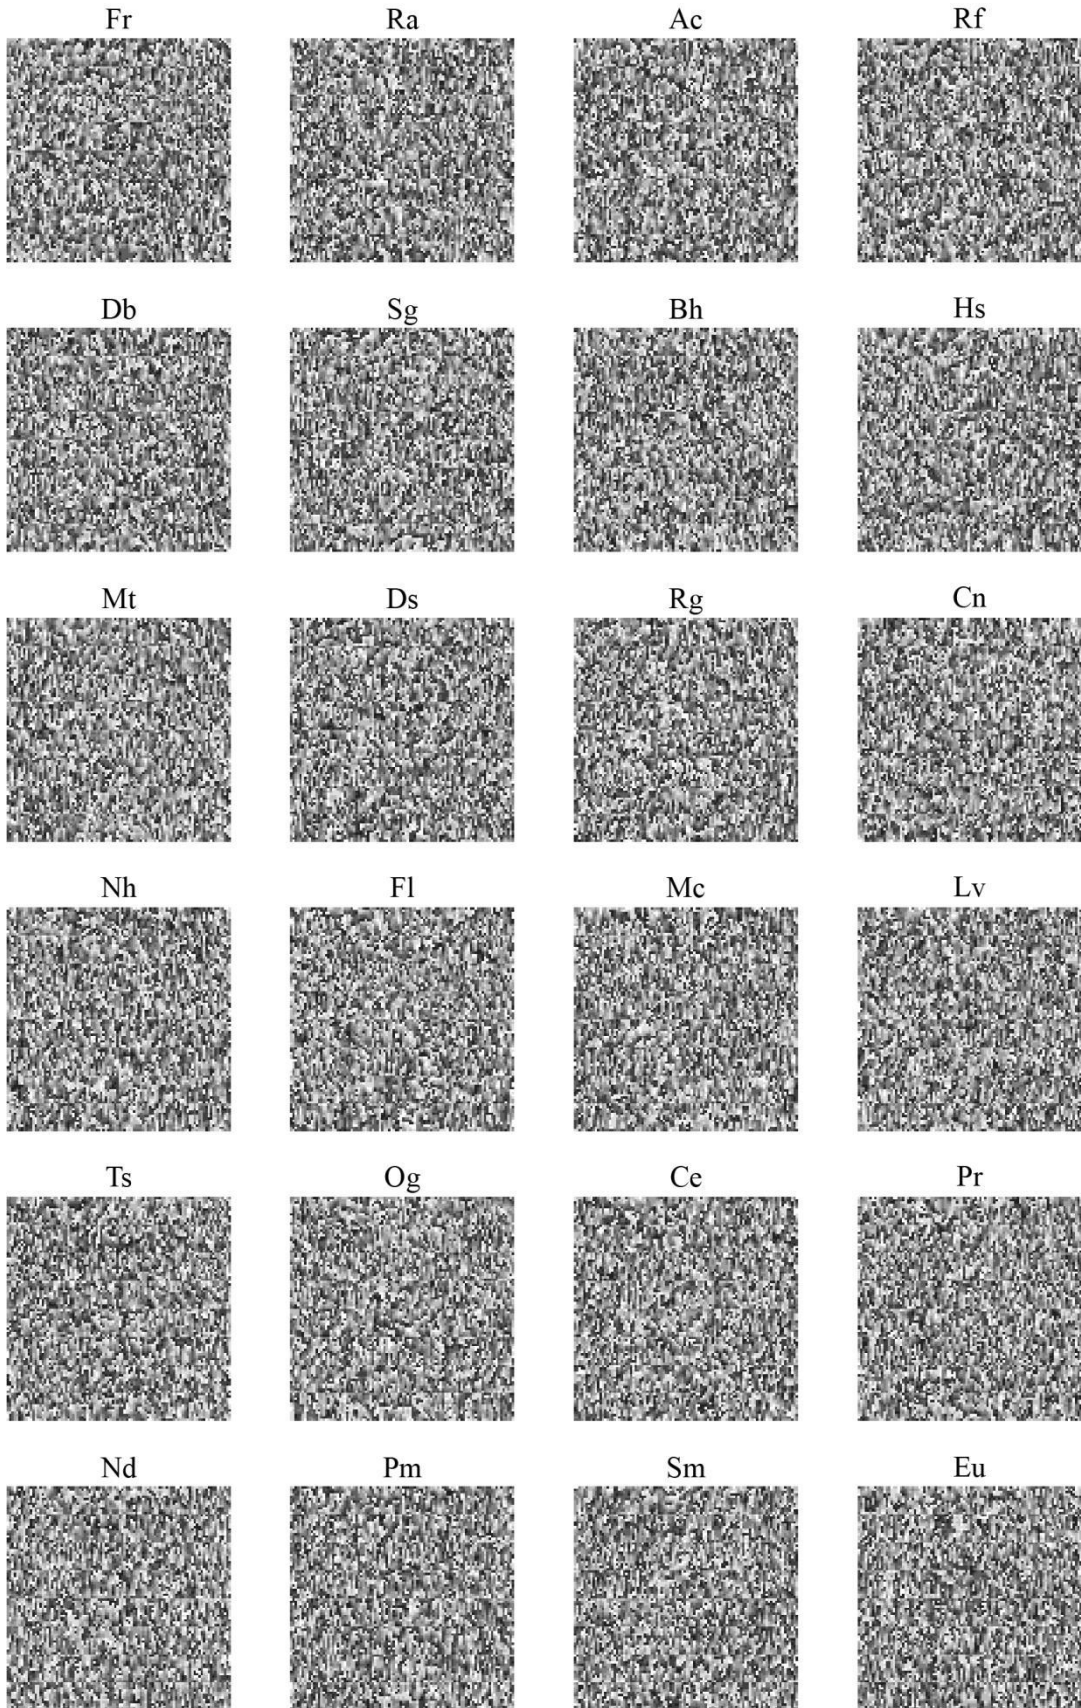 Fr Ra Ac Rf
Db Sg Bh Hs
Mt Ds Rg Cn
Nh Fl Mc Lv
Ts Og Ce Pr
Nd Pm Sm Eu